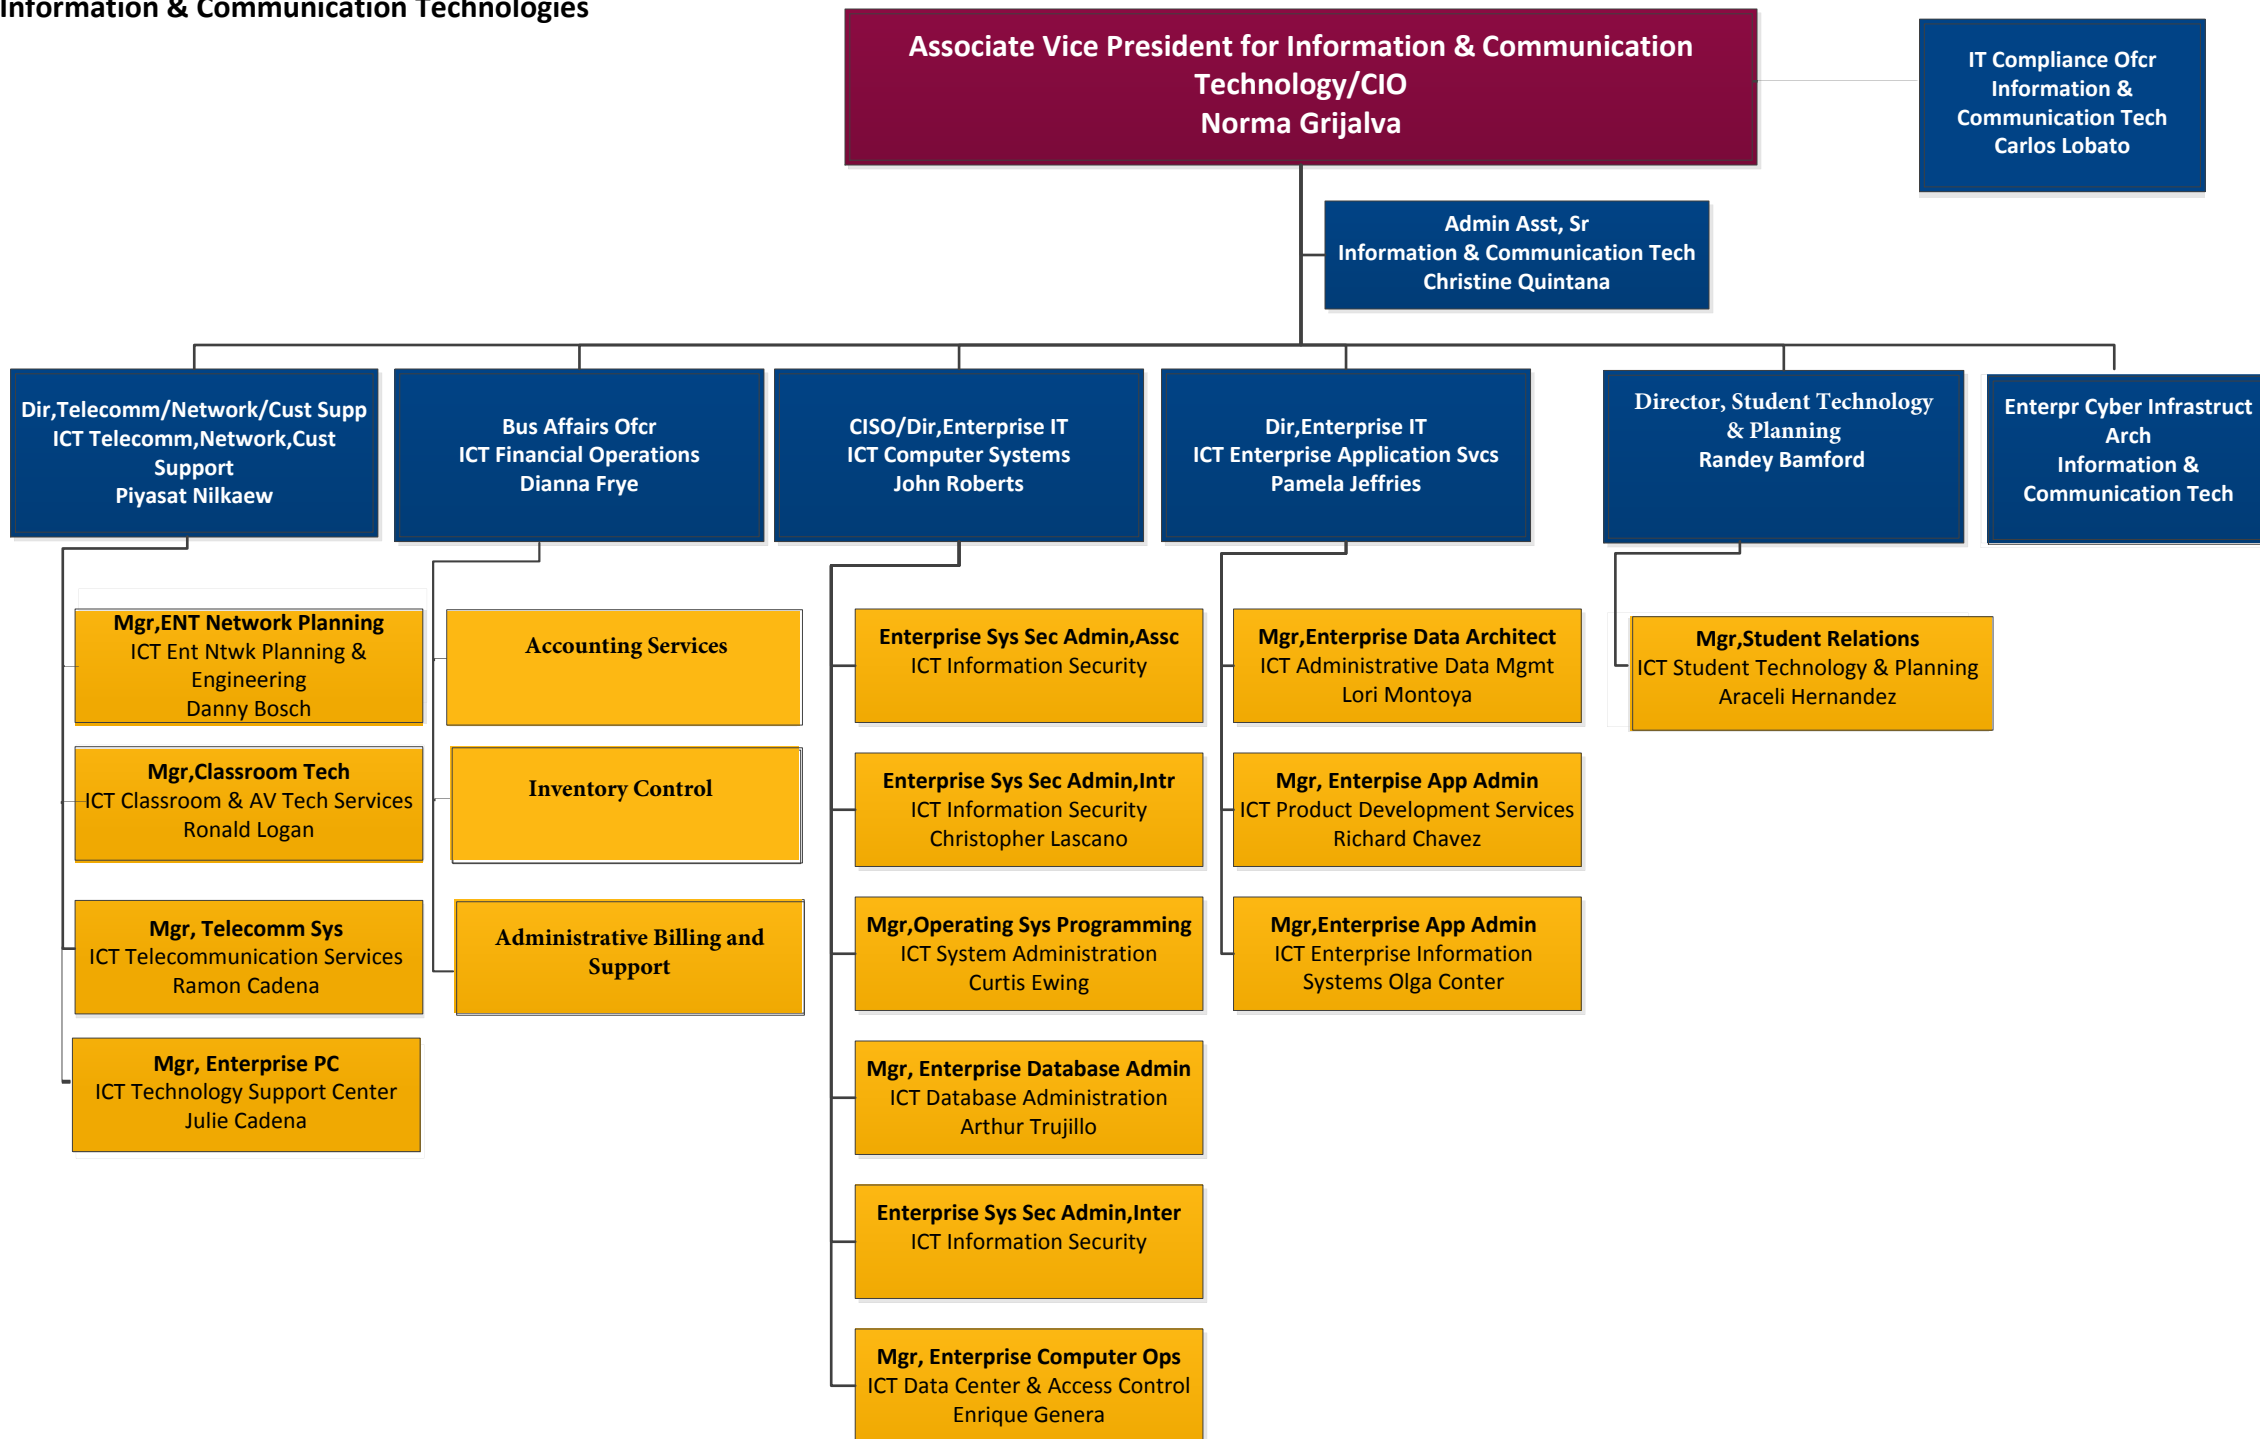 Information & Communication Technologies
Associate Vice President for Information & Communication
Technology/CIO
Norma Grijalva
IT Compliance Ofcr
Information &
Communication Tech
Carlos Lobato
Admin Asst, Sr
Information & Communication Tech
Christine Quintana
Dir,Telecomm/Network/Cust Supp
ICT Telecomm,Network,Cust
Support
Piyasat Nilkaew
Bus Affairs Ofcr
ICT Financial Operations
Dianna Frye
CISO/Dir,Enterprise IT
ICT Computer Systems
John Roberts
Dir,Enterprise IT
ICT Enterprise Application Svcs
Pamela Jeffries
Director, Student Technology
& Planning
Randey Bamford
Enterpr Cyber Infrastruct
Arch
Information &
Communication Tech
Mgr,ENT Network Planning
ICT Ent Ntwk Planning &
Engineering
Danny Bosch
Mgr,Classroom Tech
ICT Classroom & AV Tech Services
Ronald Logan
Mgr, Telecomm Sys
ICT Telecommunication Services
Ramon Cadena
Mgr, Enterprise PC
ICT Technology Support Center
Julie Cadena
Accounting Services
Inventory Control
Administrative Billing and
Support
Enterprise Sys Sec Admin,Assc
ICT Information Security
Enterprise Sys Sec Admin,Intr
ICT Information Security
Christopher Lascano
Mgr,Operating Sys Programming
ICT System Administration
Curtis Ewing
Mgr, Enterprise Database Admin
ICT Database Administration
Arthur Trujillo
Enterprise Sys Sec Admin,Inter
ICT Information Security
Mgr, Enterprise Computer Ops
ICT Data Center & Access Control
Enrique Genera
Mgr,Enterprise Data Architect
ICT Administrative Data Mgmt
Lori Montoya
Mgr, Enterpise App Admin
ICT Product Development Services
Richard Chavez
Mgr,Enterprise App Admin
ICT Enterprise Information
Systems Olga Conter
Mgr,Student Relations
ICT Student Technology & Planning
Araceli Hernandez